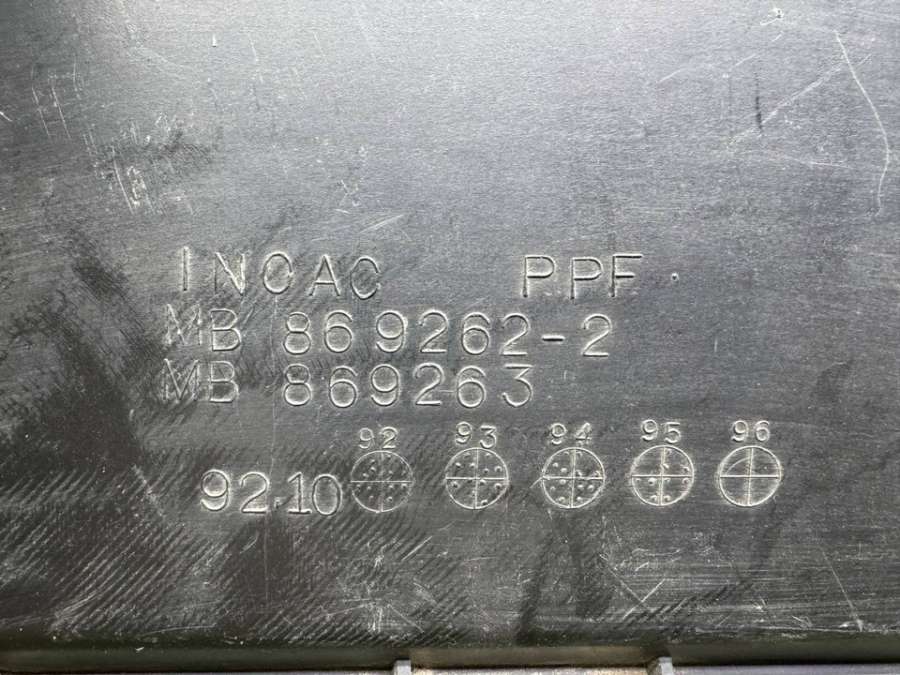 INOAC PPF
MB 869262-2
MB 869263
92 93 94 95 96
92.10